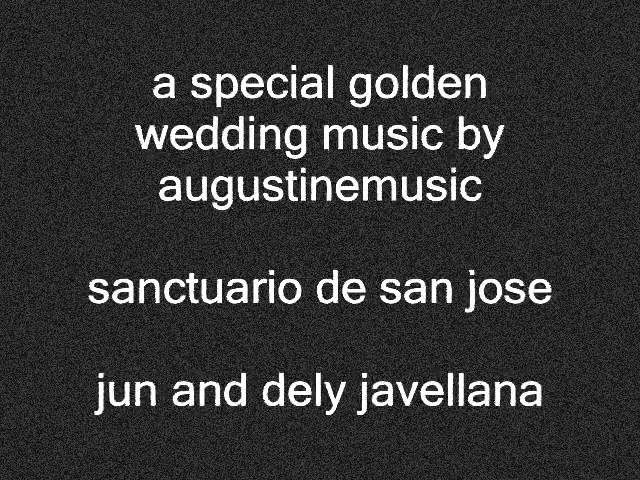 a special golden
wedding music by
augustinemusic
sanctuario de san jose
jun and dely javellana